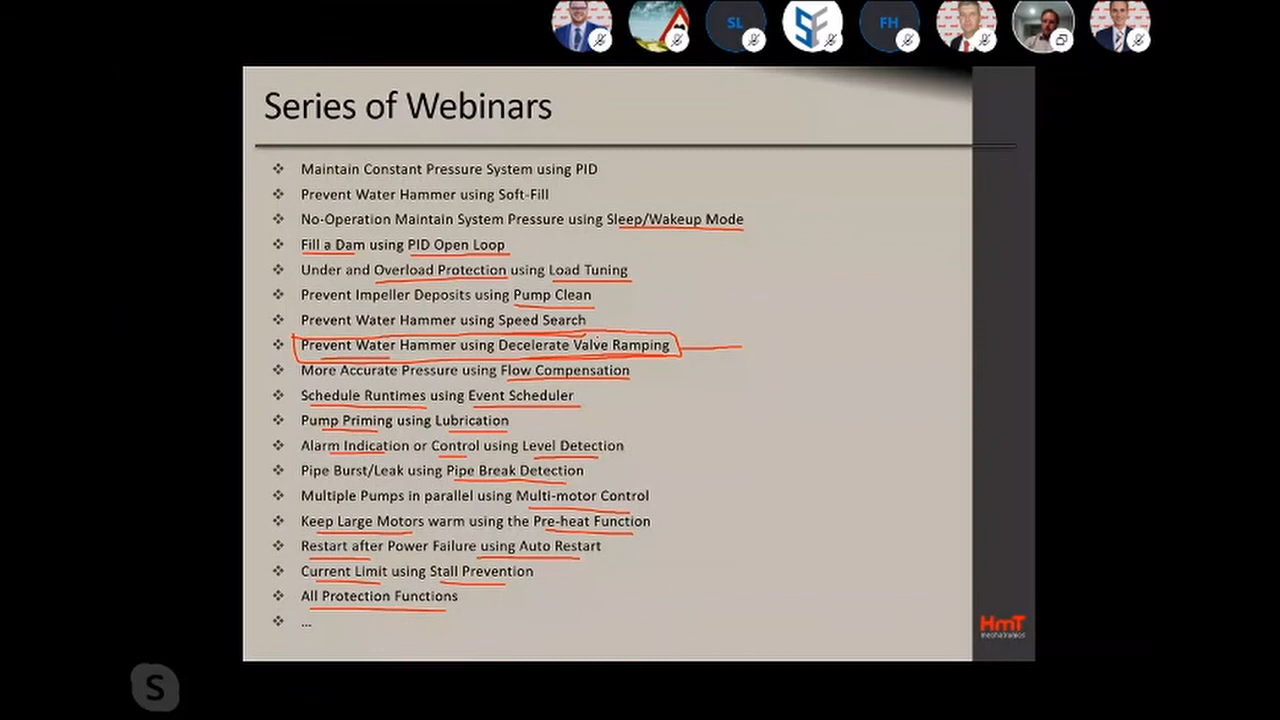 SL
SF
FH
Series of Webinars
Maintain Constant Pressure System using PID
Prevent Water Hammer using Soft-Fill
No-Operation Maintain System Pressure using Sleep/Wakeup Mode
Fill a Dam using PID Open Loop
Under and Overload Protection using Load Tuning
Prevent Impeller Deposits using Pump Clean
Prevent Water Hammer using Speed Search
Prevent Water Hammer using Decelerate Valve Ramping
More Accurate Pressure using Flow Compensation
Schedule Runtimes using Event Scheduler
Pump Priming using Lubrication
Alarm Indication or Control using Level Detection
Pipe Burst/Leak using Pipe Break Detection
Multiple Pumps in parallel using Multi-motor Control
Keep Large Motors warm using the Pre-heat Function
Restart after Power Failure using Auto Restart
Current Limit using Stall Prevention
All Protection Functions
...
HmT
mechatronics
S